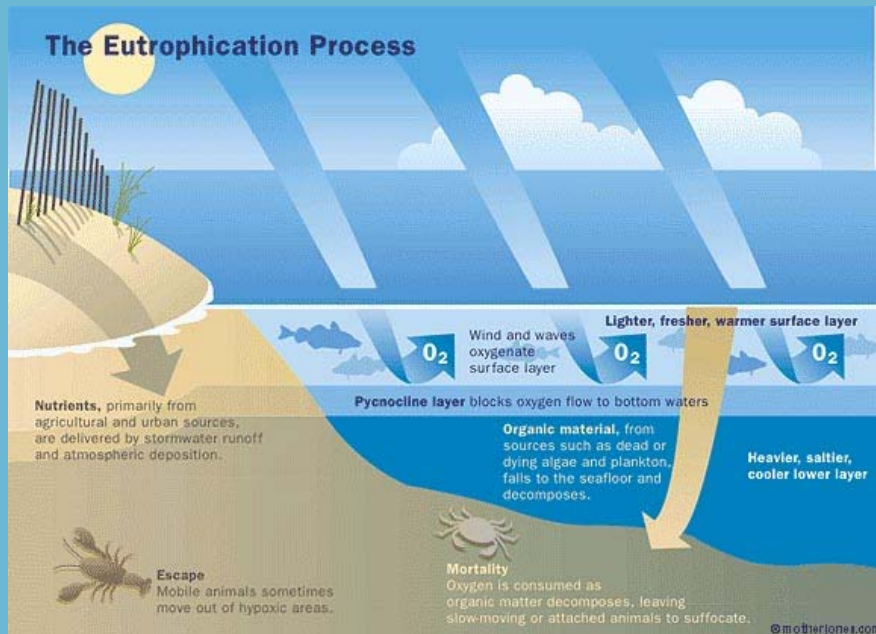 The Eutrophication Process
Lighter, fresher, warmer surface layer
Wind and waves
oxygenate
surface layer
O2
O2
O2
Pycnocline layer blocks oxygen flow to bottom waters
Nutrients, primarily from
agricultural and urban sources,
are delivered by stormwater runoff
and atmospheric deposition.
Organic material, from
sources such as dead or
dying algae and plankton,
falls to the seafloor and
decomposes.
Heavier, saltier,
cooler lower layer
Escape
Mobile animals sometimes
move out of hypoxic areas.
Mortality
Oxygen is consumed as
organic matter decomposes, leaving
slow-moving or attached animals to suffocate.
©motherjones.com